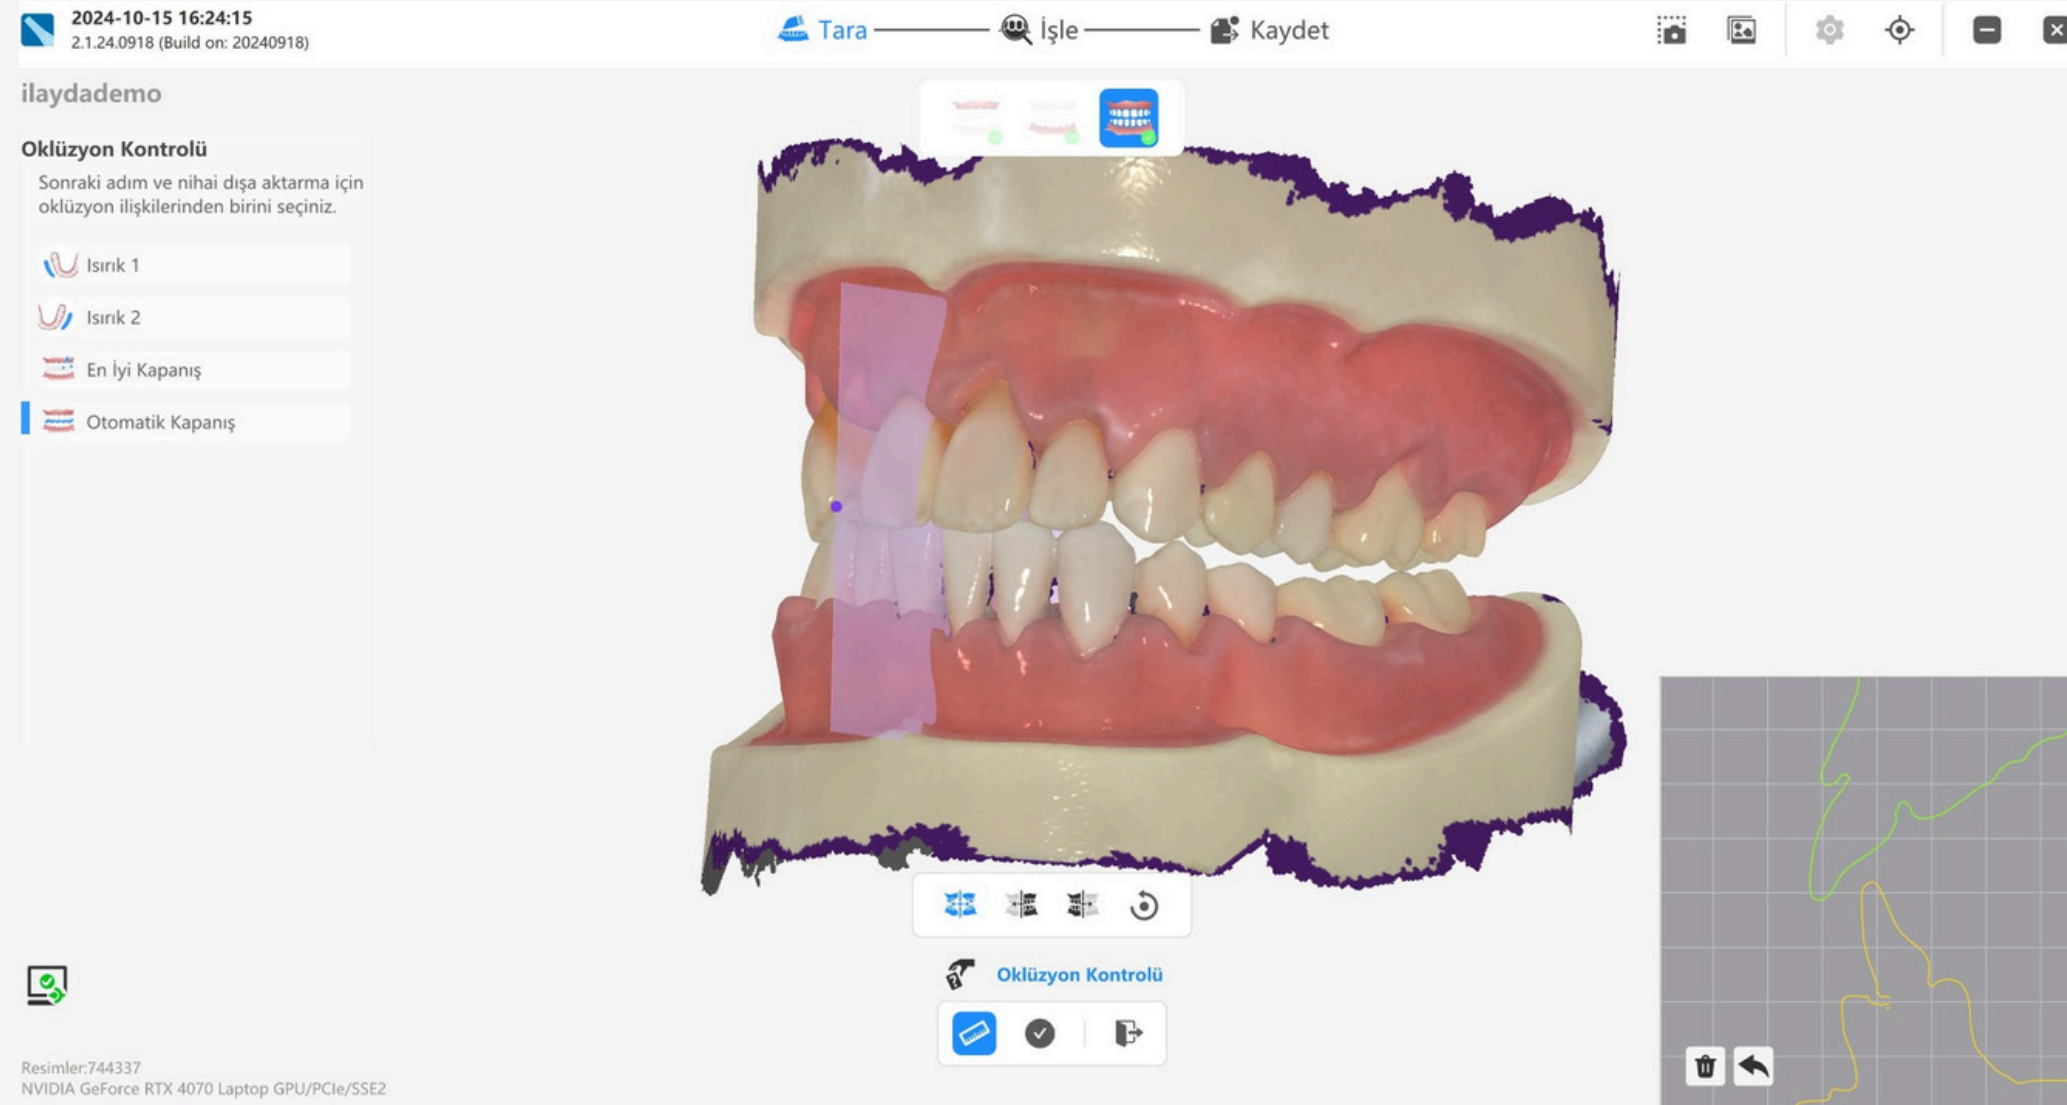 2024-10-15 16:24:15
2.1.24.0918 (Build on: 20240918)
Tara
İşle
Kaydet
ilaydademo
Oklüzyon Kontrolü
Sonraki adım ve nihai dışa aktarma için
oklüzyon ilişkilerinden birini seçiniz.
Isırık 1
Isırık 2
En İyi Kapanış
Otomatik Kapanış
Oklüzyon Kontrolü
Resimler:744337
NVIDIA GeForce RTX 4070 Laptop GPU/PCIe/SSE2